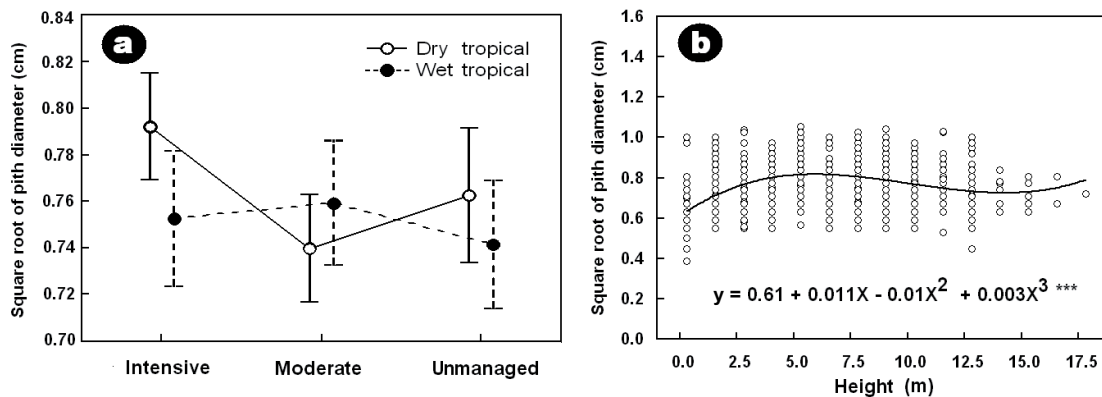 a
Square root of pith diameter (cm)
0.84
0.82
0.80
0.78
0.76
0.74
0.72
0.70
Dry tropical
Wet tropical
Intensive Moderate Unmanaged
b
Square root of pith diameter (cm)
1.6
1.4
1.2
1.0
0.8
0.6
0.4
0.2
0.0
y = 0.61 + 0.011X - 0.01X² + 0.003X³ ***
0.0 2.5 5.0 7.5 10.0 12.5 15.0 17.5
Height (m)